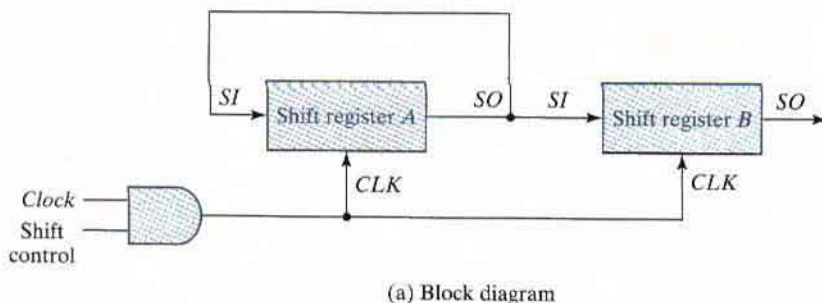 SI
Shift register A
SO
SI
Shift register B
SO
CLK
CLK
Clock
Shift
control
(a) Block diagram